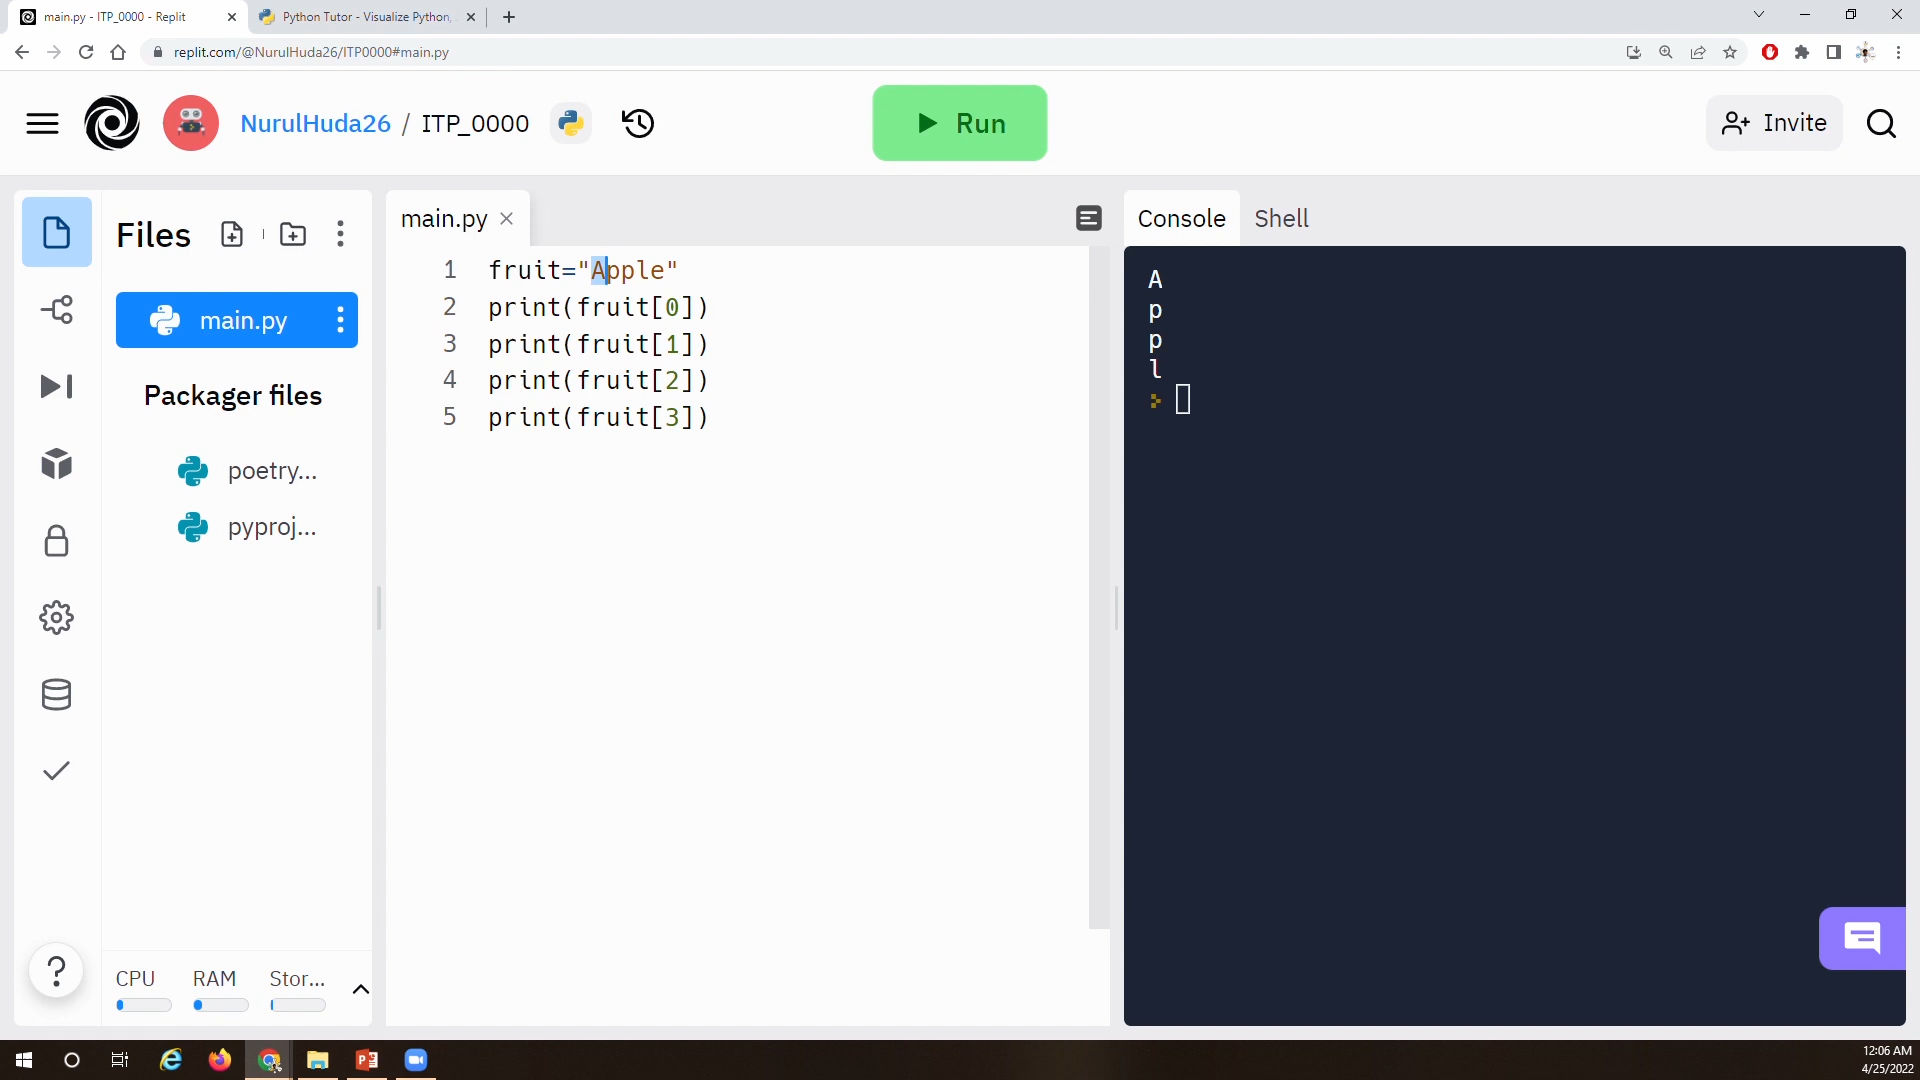 main.py - ITP_0000 - Replit
Python Tutor - Visualize Python,
replit.com/@NurulHuda26/ITP0000#main.py
NurulHuda26 / ITP_0000
Run
Invite
Files
main.py
Packager files
poetry...
pyproj...
CPU RAM Stor...
main.py
1 fruit="Apple"
2 print(fruit[0])
3 print(fruit[1])
4 print(fruit[2])
5 print(fruit[3])
Console Shell
A
p
p
l
12:06 AM
4/25/2022